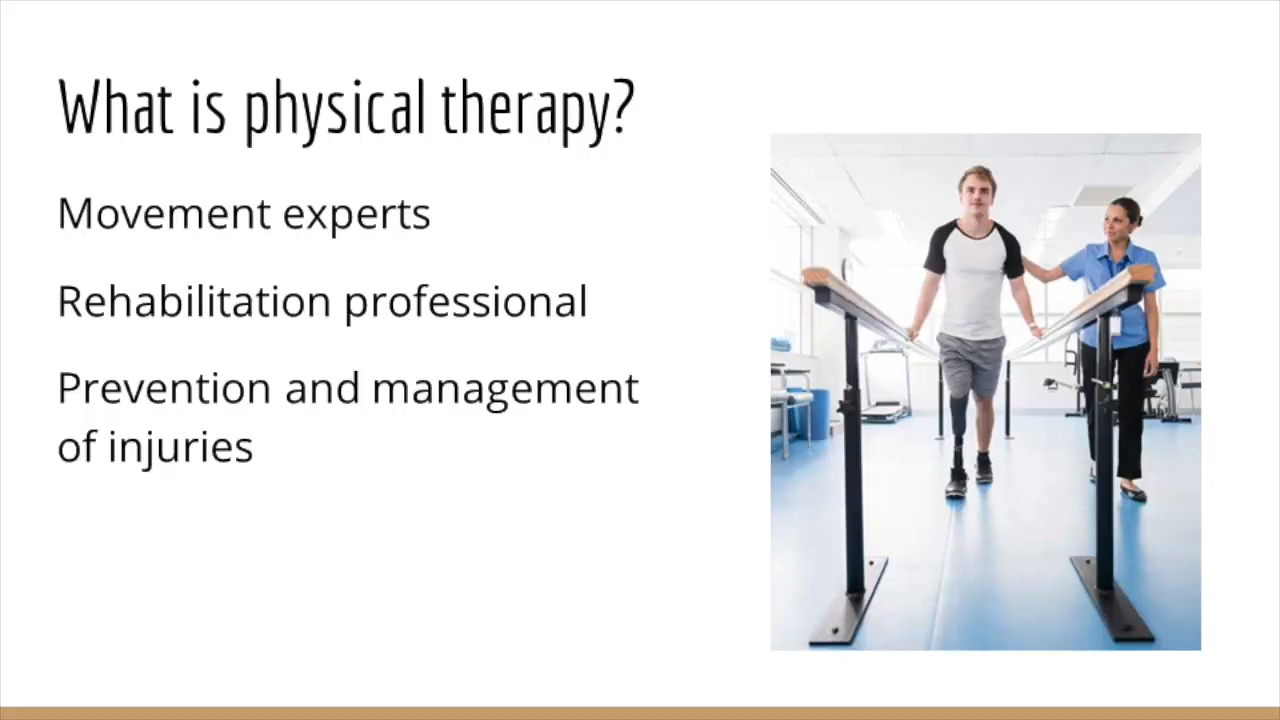 What is physical therapy?
Movement experts
Rehabilitation professional
Prevention and management
of injuries